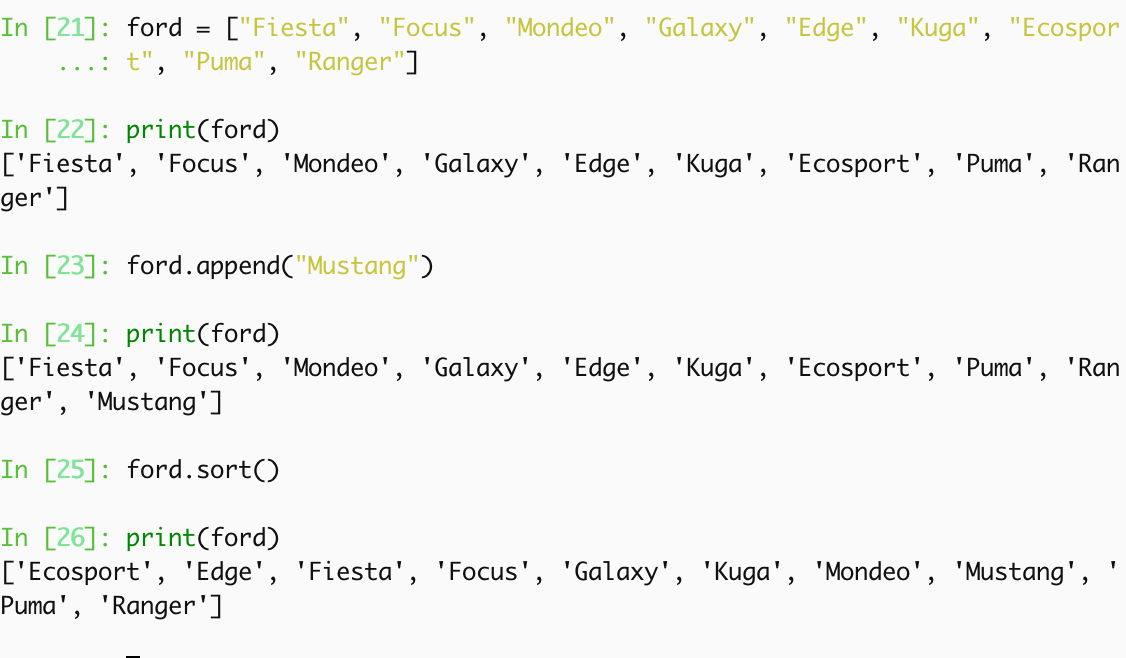 In [21]: ford = ["Fiesta", "Focus", "Mondeo", "Galaxy", "Edge", "Kuga", "Ecospor
    ...: t", "Puma", "Ranger"]
In [22]: print(ford)
['Fiesta', 'Focus', 'Mondeo', 'Galaxy', 'Edge', 'Kuga', 'Ecosport', 'Puma', 'Ran
ger']
In [23]: ford.append("Mustang")
In [24]: print(ford)
['Fiesta', 'Focus', 'Mondeo', 'Galaxy', 'Edge', 'Kuga', 'Ecosport', 'Puma', 'Ran
ger', 'Mustang']
In [25]: ford.sort()
In [26]: print(ford)
['Ecosport', 'Edge', 'Fiesta', 'Focus', 'Galaxy', 'Kuga', 'Mondeo', 'Mustang', '
Puma', 'Ranger']